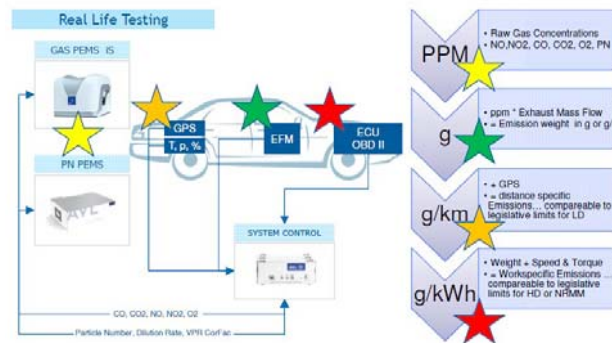 Real Life Testing
GAS PEMS iS
PN PEMS
AVL
GPS
T, p, %
EFM
ECU
OBD II
SYSTEM CONTROL
CO, CO2, NO, NO2, O2
Particle Number, Dilution Rate, VPR CorFac
PPM
• Raw Gas Concentrations
• NO,NO2, CO, CO2, O2, PN
g
• ppm * Exhaust Mass Flow
• = Emission weight in g or g/
g/km
• + GPS
• = distance specific
Emissions… compareable to
legislative limits for LD
g/kWh
• Weight + Speed & Torque
• = Workspecific Emissions …
compareable to legislative
limits for HD or NRMM